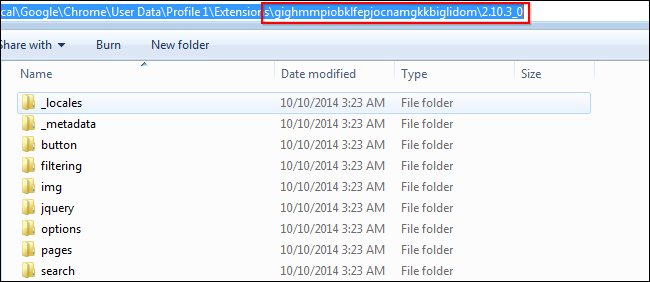 cal\Google\Chrome\User Data\Profile 1\Extensions\gighmmpiobklfepjocnamgkkbiglidom\2.10.3_0
Share with Burn New folder
Name Date modified Type Size
_locales 10/10/2014 3:23 AM File folder
_metadata 10/10/2014 3:23 AM File folder
button 10/10/2014 3:23 AM File folder
filtering 10/10/2014 3:23 AM File folder
img 10/10/2014 3:23 AM File folder
jquery 10/10/2014 3:23 AM File folder
options 10/10/2014 3:23 AM File folder
pages 10/10/2014 3:23 AM File folder
search 10/10/2014 3:23 AM File folder